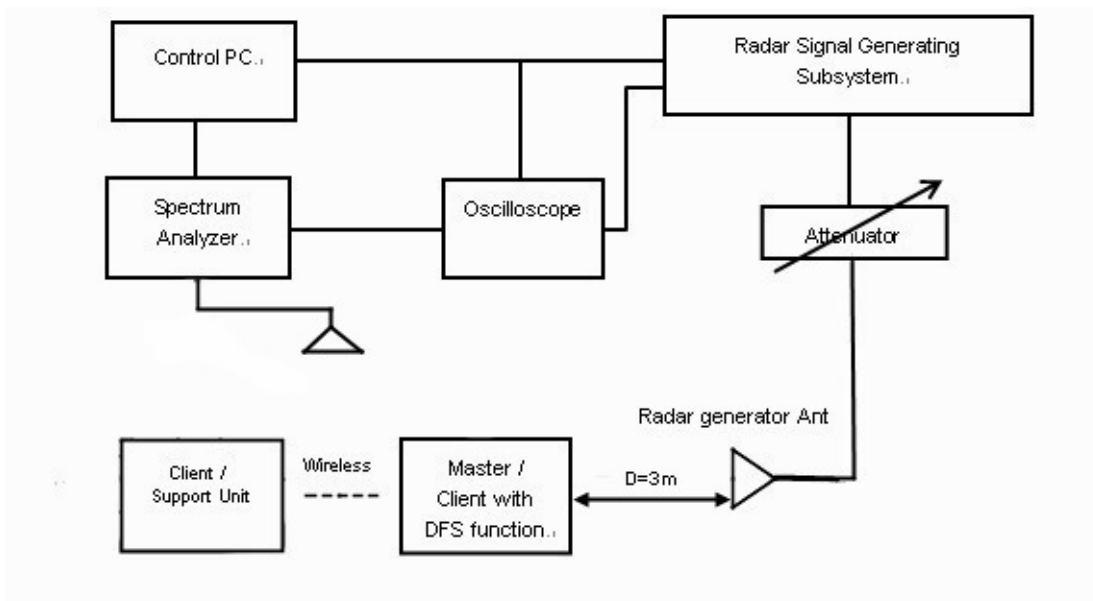 Control PC.
Radar Signal Generating
Subsystem.
Spectrum
Analyzer.
Oscilloscope
Attenuator
Radar generator Ant
Client /
Support Unit
Wireless
Master /
Client with
DFS function.
D=3m